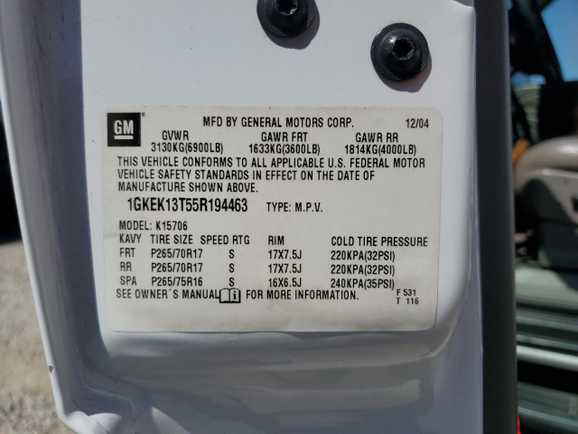 GM MFD BY GENERAL MOTORS CORP. 12/04
GVWR GAWR FRT GAWR RR
3130KG(6900LB) 1633KG(3600LB) 1814KG(4000LB)
THIS VEHICLE CONFORMS TO ALL APPLICABLE U.S. FEDERAL MOTOR
VEHICLE SAFETY STANDARDS IN EFFECT ON THE DATE OF
MANUFACTURE SHOWN ABOVE.
1GKEK13T55R194463 TYPE: M.P.V.
MODEL: K15706
KAVY TIRE SIZE SPEED RTG RIM COLD TIRE PRESSURE
FRT P265/70R17 S 17X7.5J 220KPA(32PSI)
RR P265/70R17 S 17X7.5J 220KPA(32PSI)
SPA P265/75R16 S 16X6.5J 240KPA(35PSI)
SEE OWNER'S MANUAL i FOR MORE INFORMATION. F 531
T 116